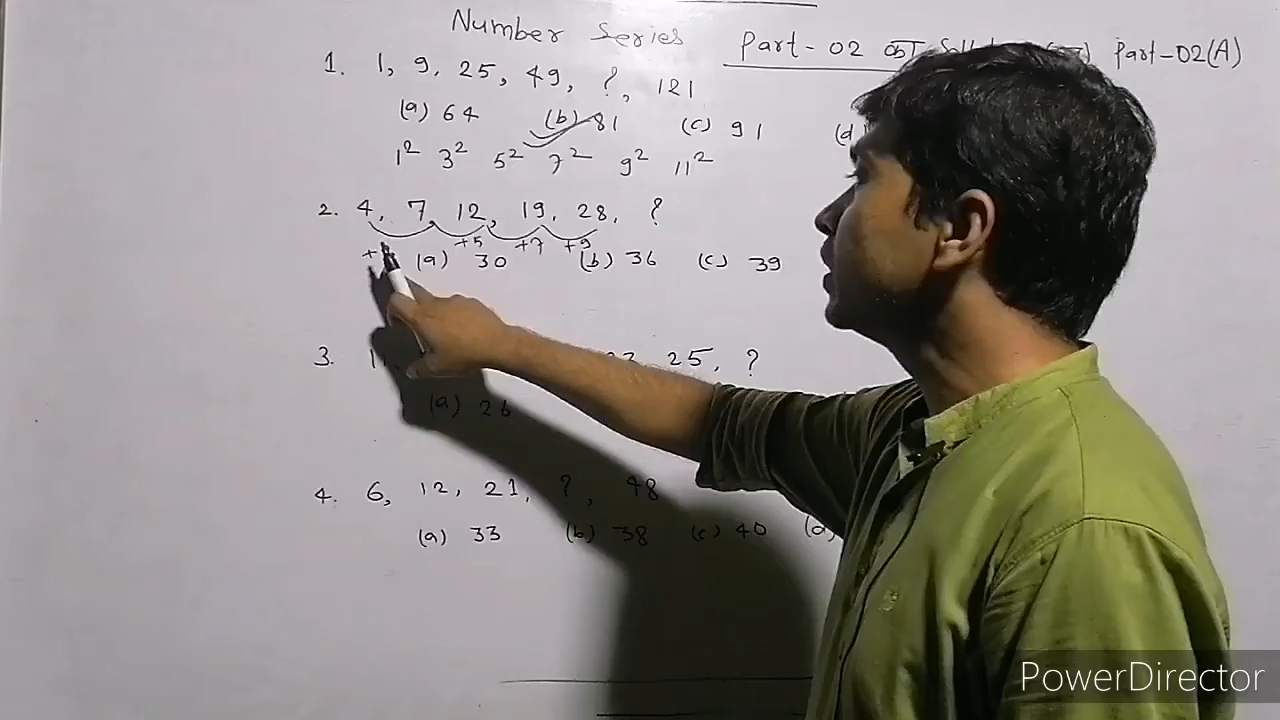 Number Series Part-02 Part-02(A)
1. 1, 9, 25, 49, ?, 121
(a) 64 (b) 81 (c) 91 (d
1² 3² 5² 7² 9² 11²
2. 4, 7, 12, 19, 28, ?
+5 +7 +9
+ (a) 30 (b) 36 (c) 39
3. 25, ?
(a) 26
4. 6, 12, 21, ?, 48
(a) 33 (b) 38 (c) 40 (d)
PowerDirector